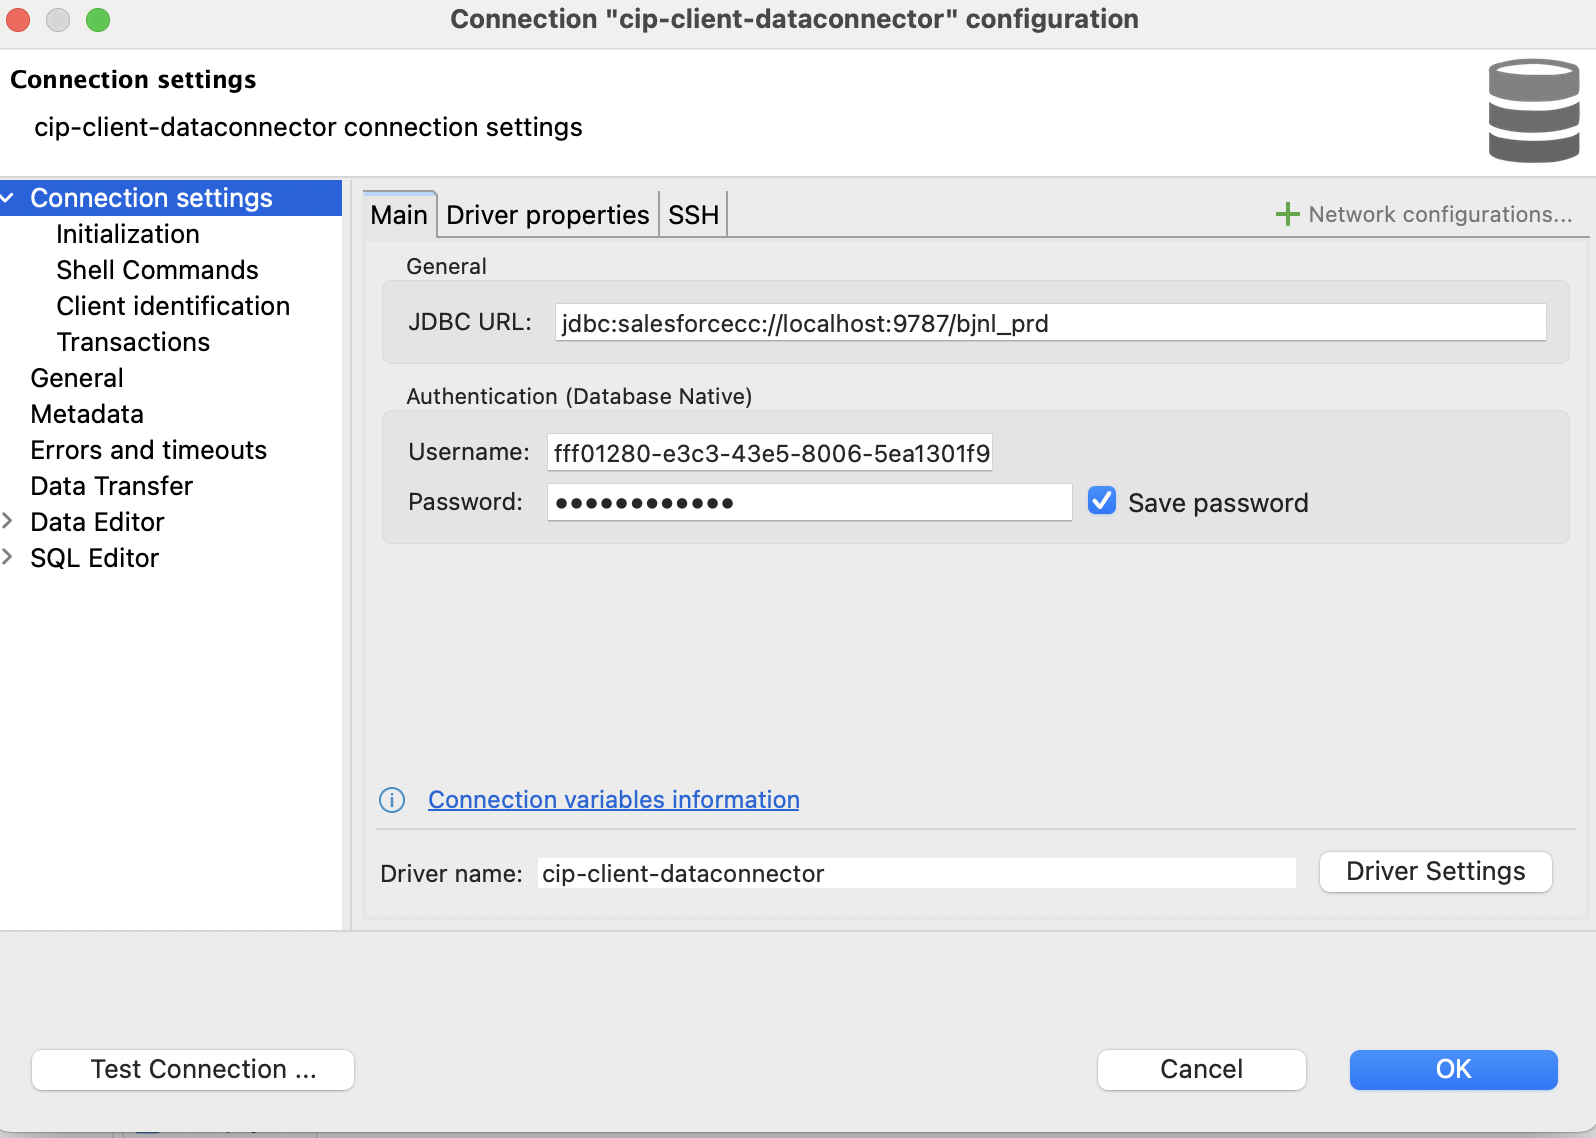 Connection "cip-client-dataconnector" configuration
Connection settings
cip-client-dataconnector connection settings
Connection settings
Initialization
Shell Commands
Client identification
Transactions
General
Metadata
Errors and timeouts
Data Transfer
Data Editor
SQL Editor
Main
Driver properties
SSH
Network configurations...
General
JDBC URL: jdbc:salesforcecc://localhost:9787/bjnl_prd
Authentication (Database Native)
Username: fff01280-e3c3-43e5-8006-5ea1301f9
Password: ●●●●●●●●●●●● Save password
Connection variables information
Driver name: cip-client-dataconnector
Driver Settings
Test Connection ...
Cancel
OK